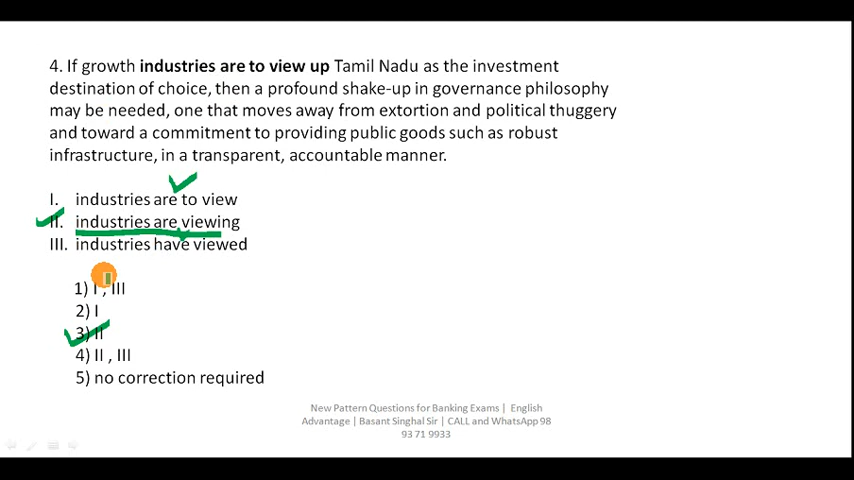 4. If growth industries are to view up Tamil Nadu as the investment
destination of choice, then a profound shake-up in governance philosophy
may be needed, one that moves away from extortion and political thuggery
and toward a commitment to providing public goods such as robust
infrastructure, in a transparent, accountable manner.
I. industries are to view
II. industries are viewing
III. industries have viewed
1) I , III
2) I
3) II
4) II , III
5) no correction required
New Pattern Questions for Banking Exams | English
Advantage | Basant Singhal Sir | CALL and WhatsApp 98
93 71 9933